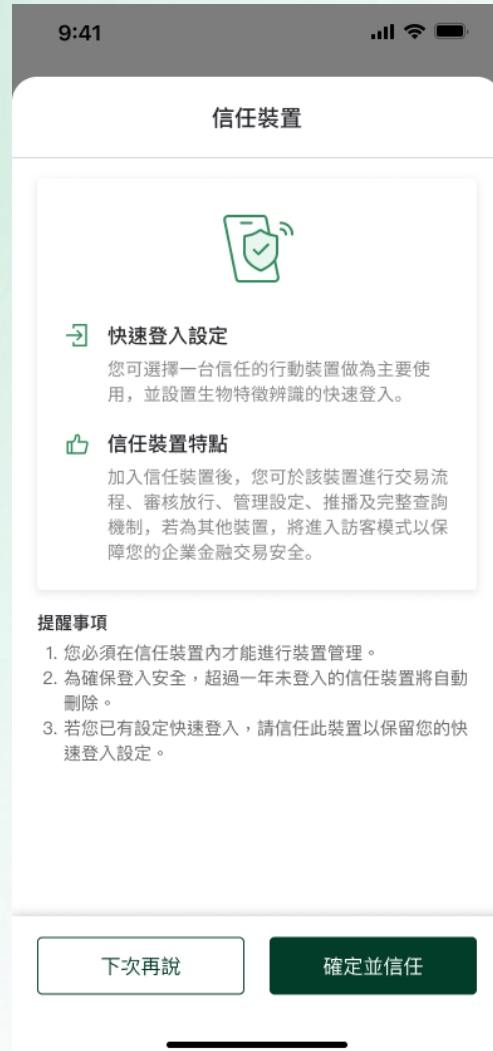 9:41
信任裝置
快速登入設定
您可選擇一台信任的行動裝置做為主要使
用，並設置生物特徵辨識的快速登入。
信任裝置特點
加入信任裝置後，您可於該裝置進行交易流
程、審核放行、管理設定、推播及完整查詢
機制，若為其他裝置，將進入訪客模式以保
障您的企業金融交易安全。
提醒事項
1. 您必須在信任裝置內才能進行裝置管理。
2. 為確保登入安全，超過一年未登入的信任裝置將自動
刪除。
3. 若您已有設定快速登入，請信任此裝置以保留您的快
速登入設定。
下次再說
確定並信任